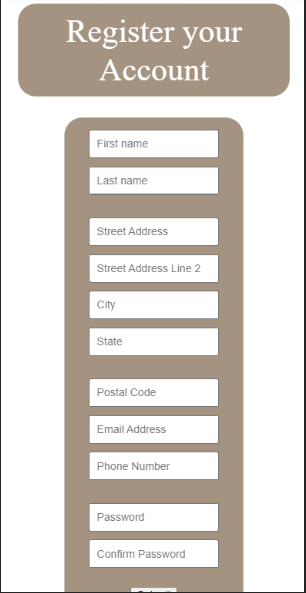 Register your
Account
First name
Last name
Street Address
Street Address Line 2
City
State
Postal Code
Email Address
Phone Number
Password
Confirm Password